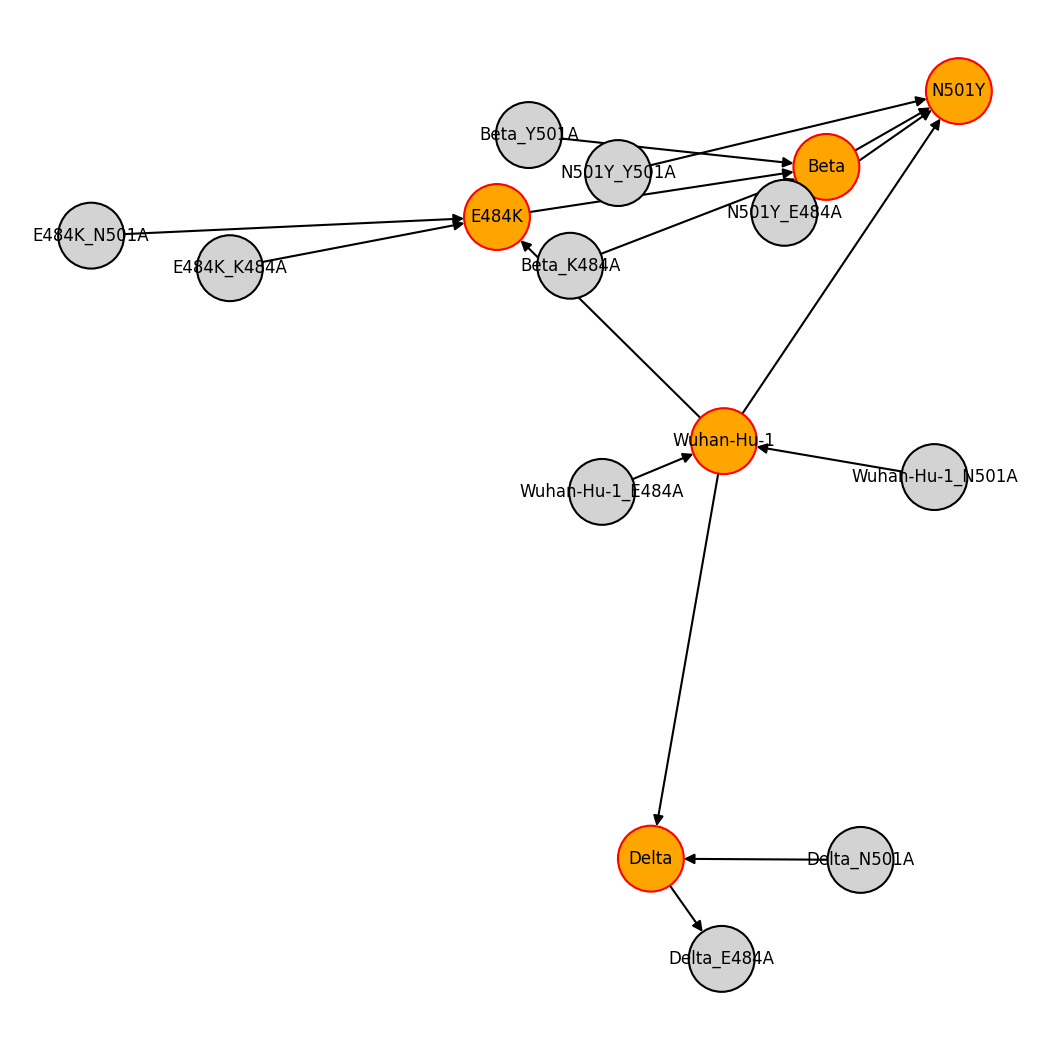 N501Y
Beta_Y501A
Beta
N501Y_Y501A
N501Y_E484A
E484K
E484K_N501A
E484K_K484A
Beta_K484A
Wuhan-Hu-1
Wuhan-Hu-1_N501A
Wuhan-Hu-1_E484A
Delta
Delta_N501A
Delta_E484A